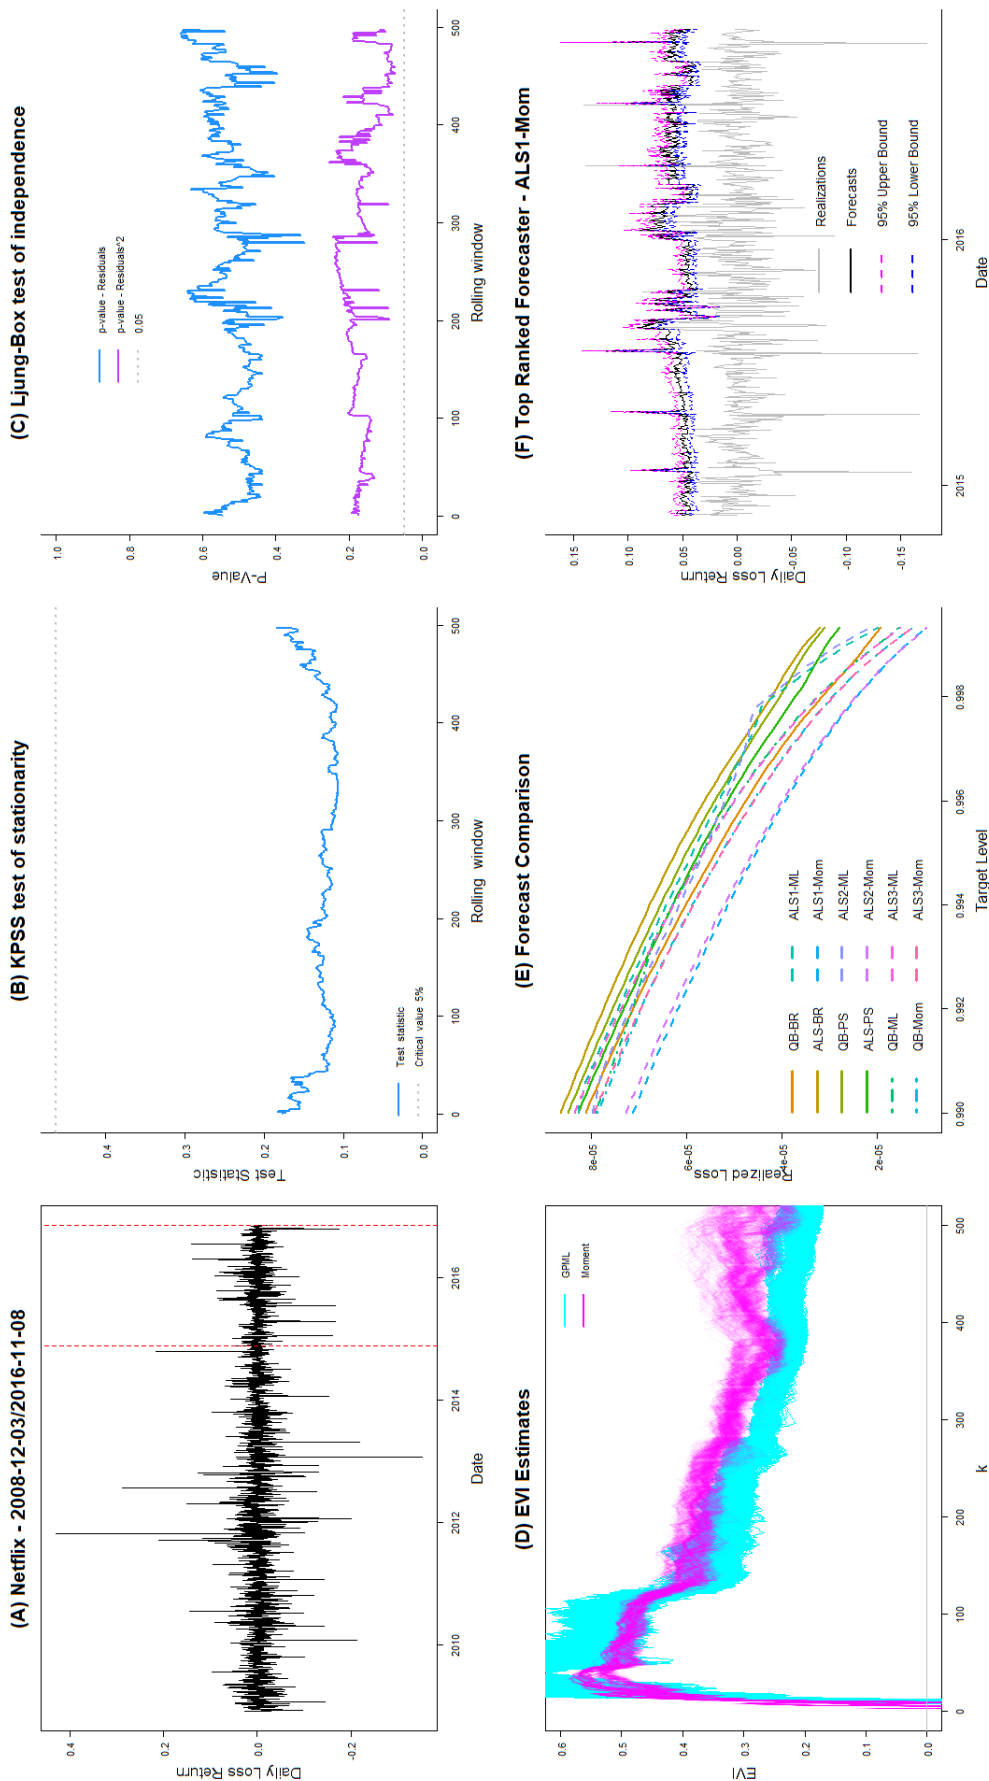 (A) Netflix - 2008-12-03/2016-11-08
Daily Loss Return
0.4
0.2
0.0
-0.2
2010
2012
2014
2016
Date
(B) KPSS test of stationarity
Test Statistic
0.4
0.3
0.2
0.1
0.0
Test statistic
Critical value 5%
0
100
200
300
400
500
Rolling window
(C) Ljung-Box test of independence
P-Value
1.0
0.8
0.6
0.4
0.2
0.0
p-value - Residuals
p-value - Residuals^2
0.05
0
100
200
300
400
500
Rolling window
(D) EVI Estimates
EVI
0.6
0.5
0.4
0.3
0.2
0.1
0.0
GPML
Moment
0
100
200
300
400
500
k
(E) Forecast Comparison
Realized Loss
8e-05
6e-05
4e-05
2e-05
QB-BR
ALS-BR
QB-PS
ALS-PS
QB-ML
QB-Mom
ALS1-ML
ALS1-Mom
ALS2-ML
ALS2-Mom
ALS3-ML
ALS3-Mom
0.990
0.992
0.994
0.996
0.998
Target Level
(F) Top Ranked Forecaster - ALS1-Mom
Daily Loss Return
0.15
0.10
0.05
0.00
-0.05
-0.10
-0.15
Realizations
Forecasts
95% Upper Bound
95% Lower Bound
2015
2016
Date